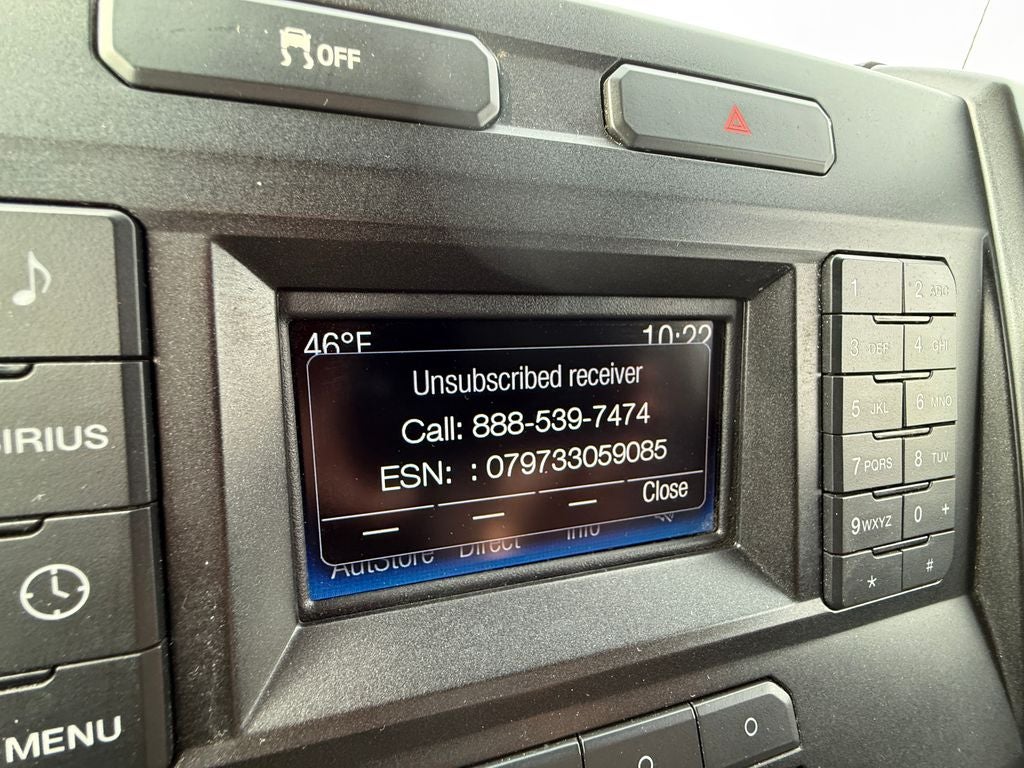 OFF
46°F 10:22
Unsubscribed receiver
Call: 888-539-7474
ESN: : 079733059085
Close
AutStore Direct Info
SIRIUS
MENU
1
2 ABC
3 DEF
4 GHI
5 JKL
6 MNO
7 PQRS
8 TUV
9 WXYZ
0 +
*
#